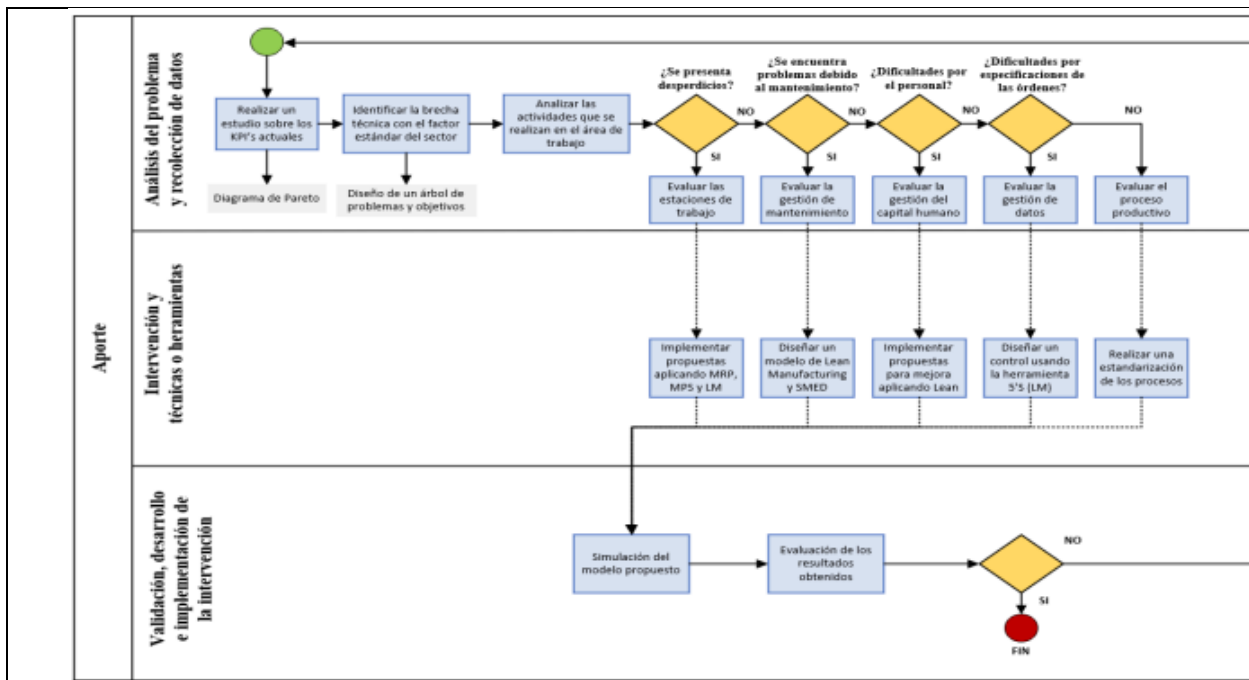 Aporte
Análisis del problema
y recolección de datos
Realizar un
estudio sobre los
KPI's actuales
Diagrama de Pareto
Identificar la brecha
técnica con el factor
estándar del sector
Diseño de un árbol de
problemas y objetivos
Analizar las
actividades que se
realizan en el área de
trabajo
¿Se presenta
desperdicios?
NO
SI
¿Se encuentra
problemas debido
al mantenimiento?
NO
SI
¿Dificultades por
el personal?
NO
SI
¿Dificultades por
especificaciones de
las órdenes?
NO
SI
Evaluar las
estaciones de
trabajo
Evaluar la
gestión de
mantenimiento
Evaluar la
gestión del
capital humano
Evaluar la
gestión de
datos
Evaluar el
proceso
productivo
Intervención y
técnicas o heramientas
Implementar
propuestas
aplicando MRP,
MPS y LM
Diseñar un
modelo de Lean
Manufacturing
y SMED
Implementar
propuestas
para mejora
aplicando Lean
Diseñar un
control usando
la herramienta
5'S (LM)
Realizar una
estandarización
de los procesos
Validación, desarrollo
e implementación de
la intervención
Simulación del
modelo propuesto
Evaluación de los
resultados
obtenidos
NO
SI
FIN